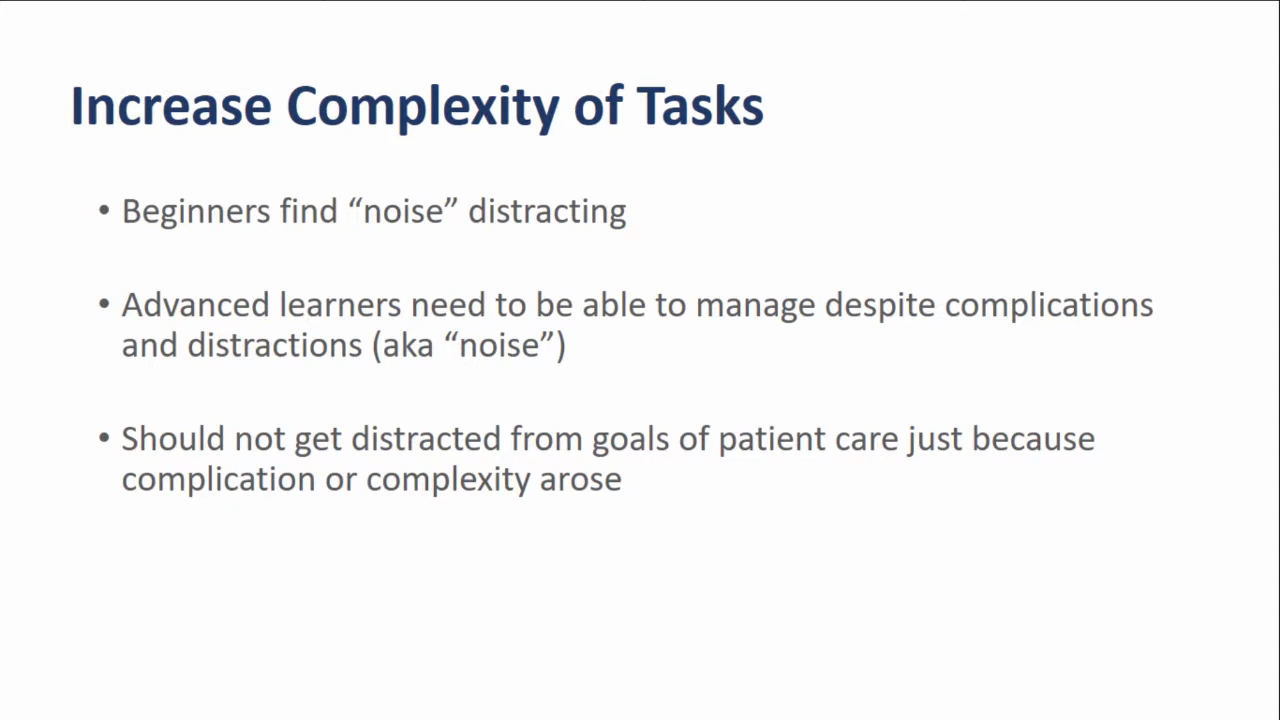 Increase Complexity of Tasks
• Beginners find “noise” distracting
• Advanced learners need to be able to manage despite complications
and distractions (aka “noise”)
• Should not get distracted from goals of patient care just because
complication or complexity arose